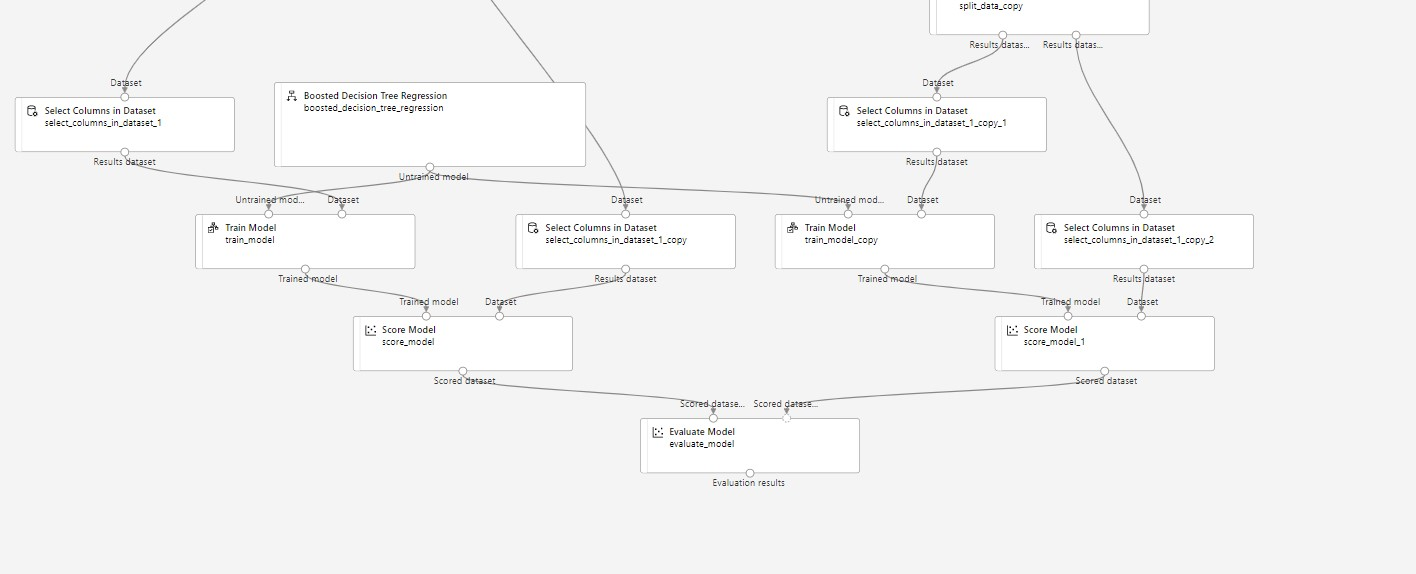 split_data_copy
Results datas...
Results datas...
Dataset
Dataset
Select Columns in Dataset
select_columns_in_dataset_1
Results dataset
Boosted Decision Tree Regression
boosted_decision_tree_regression
Untrained model
Select Columns in Dataset
select_columns_in_dataset_1_copy_1
Results dataset
Untrained mod...
Dataset
Dataset
Untrained mod...
Dataset
Dataset
Train Model
train_model
Trained model
Select Columns in Dataset
select_columns_in_dataset_1_copy
Results dataset
Train Model
train_model_copy
Trained model
Select Columns in Dataset
select_columns_in_dataset_1_copy_2
Results dataset
Trained model
Dataset
Trained model
Dataset
Score Model
score_model
Scored dataset
Score Model
score_model_1
Scored dataset
Scored datase...
Scored datase...
Evaluate Model
evaluate_model
Evaluation results